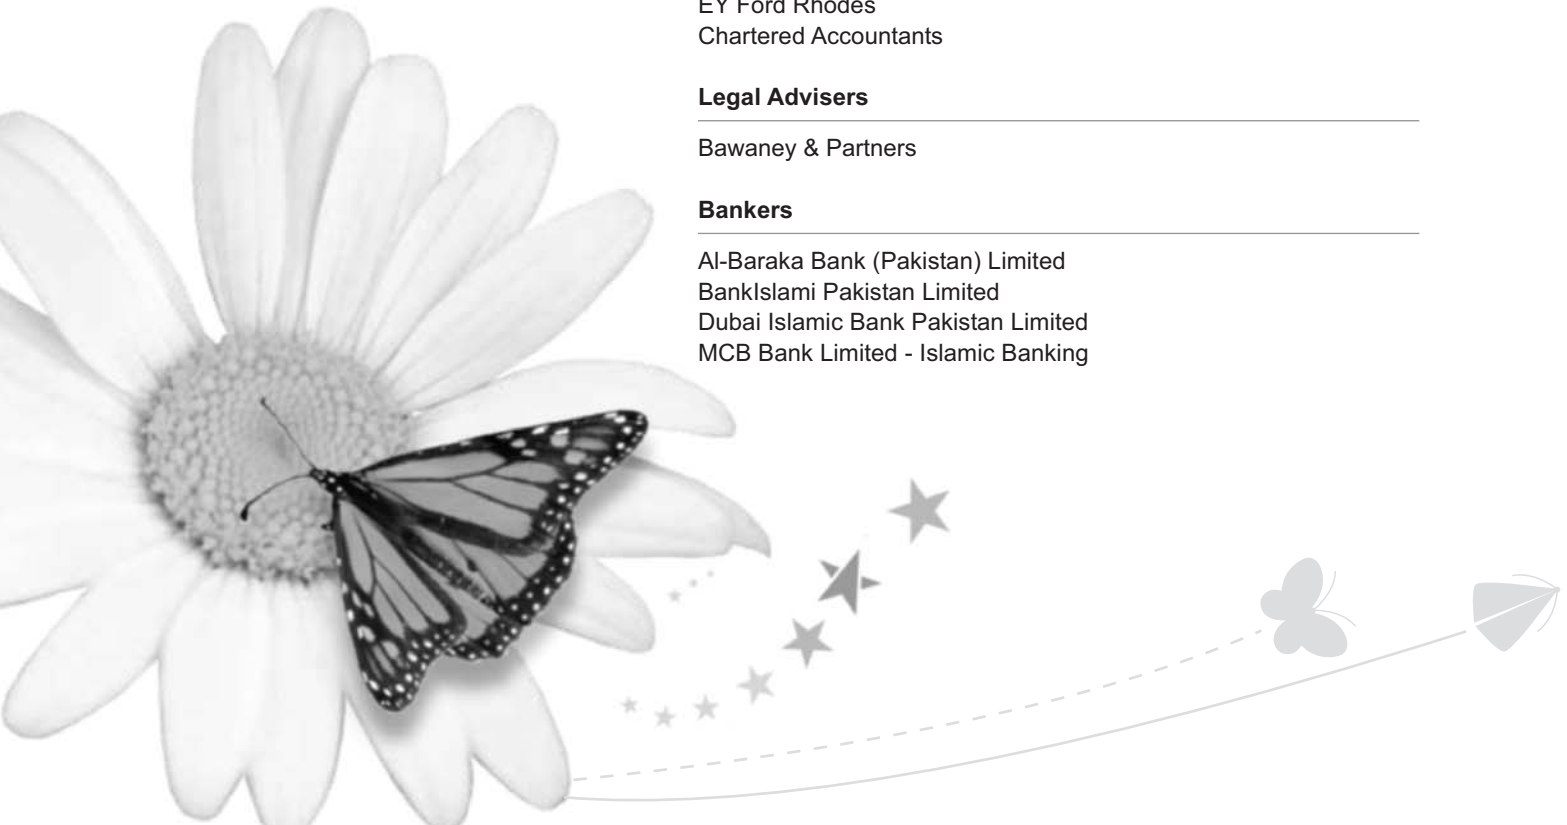 EY Ford Rhodes
Chartered Accountants
Legal Advisers
Bawaney & Partners
Bankers
Al-Baraka Bank (Pakistan) Limited
BankIslami Pakistan Limited
Dubai Islamic Bank Pakistan Limited
MCB Bank Limited - Islamic Banking